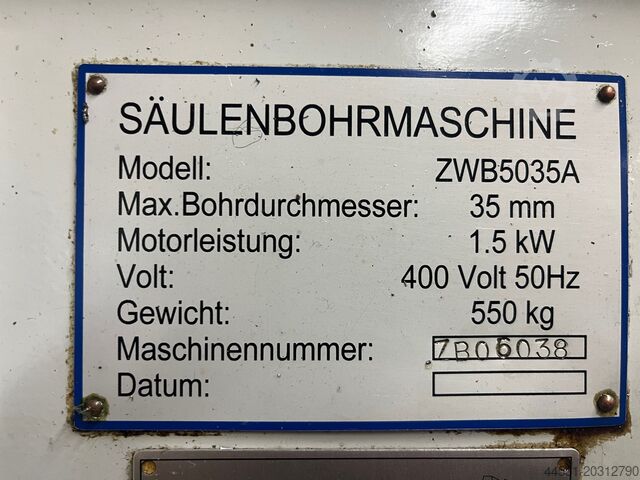 SÄULENBOHRMASCHINE
Modell: ZWB5035A
Max.Bohrdurchmesser: 35 mm
Motorleistung: 1.5 kW
Volt: 400 Volt 50Hz
Gewicht: 550 kg
Maschinennummer: ZB06038
Datum: